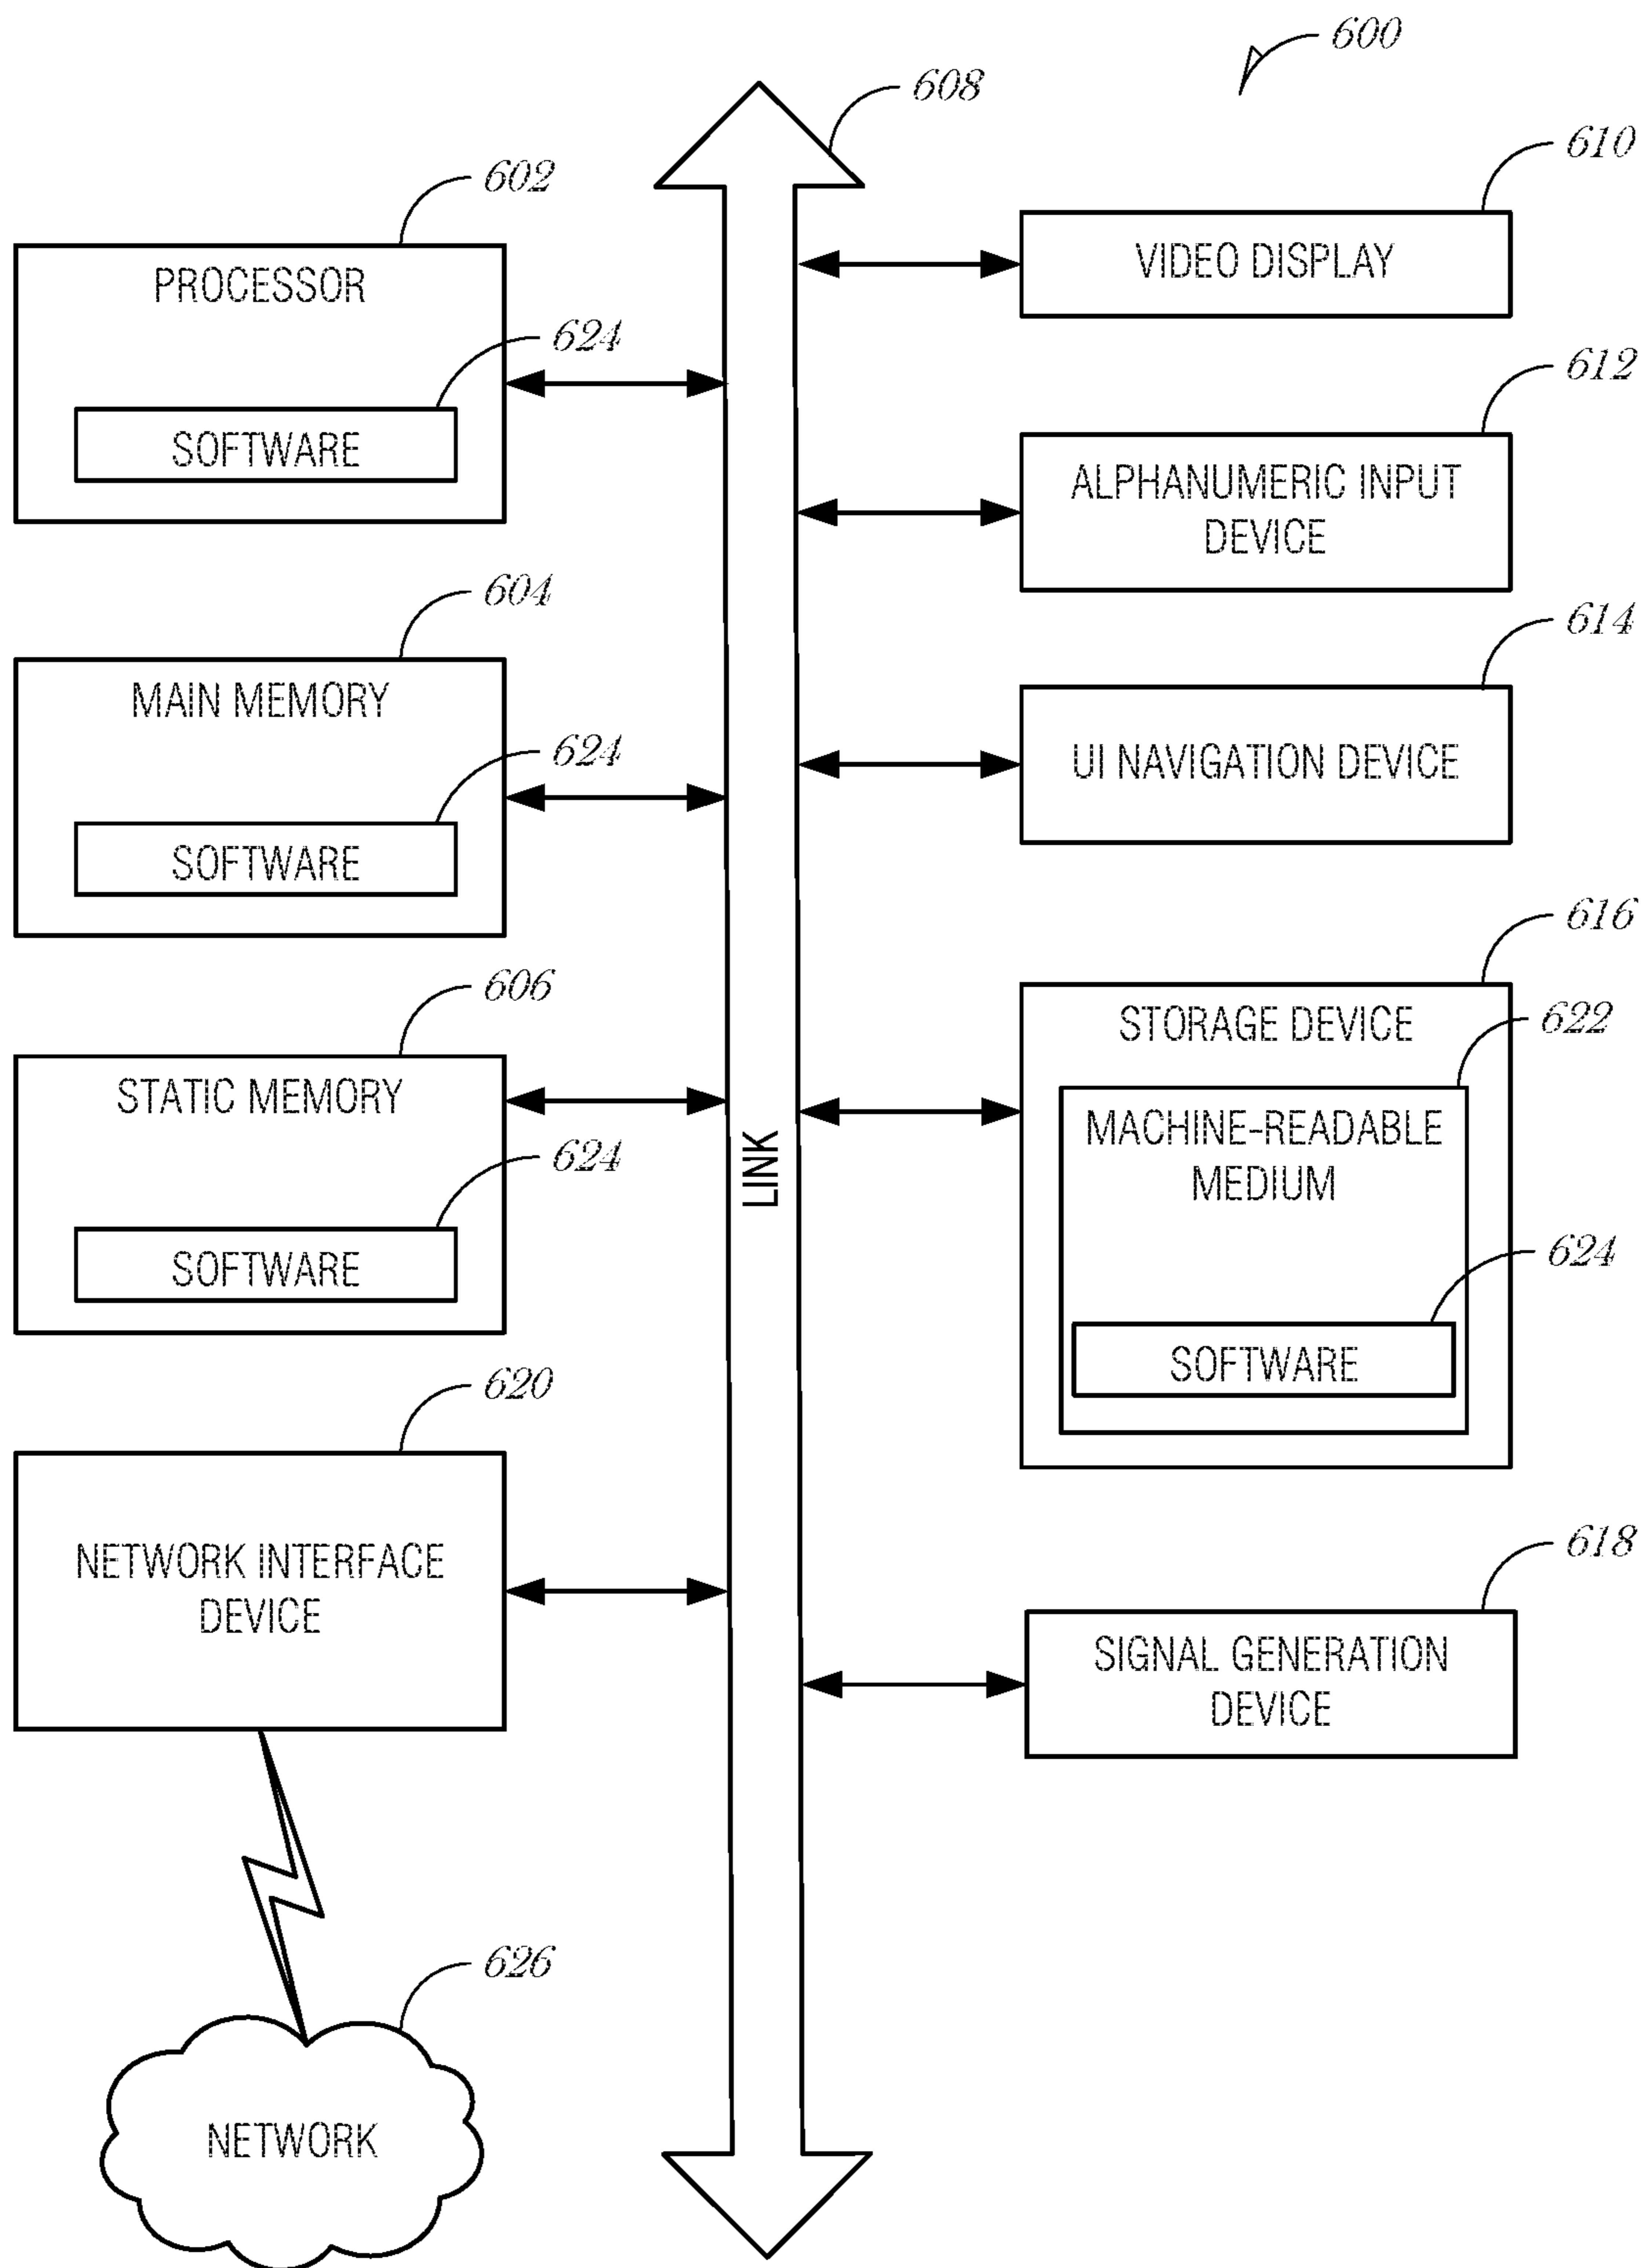 600
608
602
PROCESSOR
624
SOFTWARE
604
MAIN MEMORY
624
SOFTWARE
606
STATIC MEMORY
624
SOFTWARE
620
NETWORK INTERFACE
DEVICE
626
NETWORK
LINK
610
VIDEO DISPLAY
612
ALPHANUMERIC INPUT
DEVICE
614
UI NAVIGATION DEVICE
616
STORAGE DEVICE
622
MACHINE-READABLE
MEDIUM
624
SOFTWARE
618
SIGNAL GENERATION
DEVICE